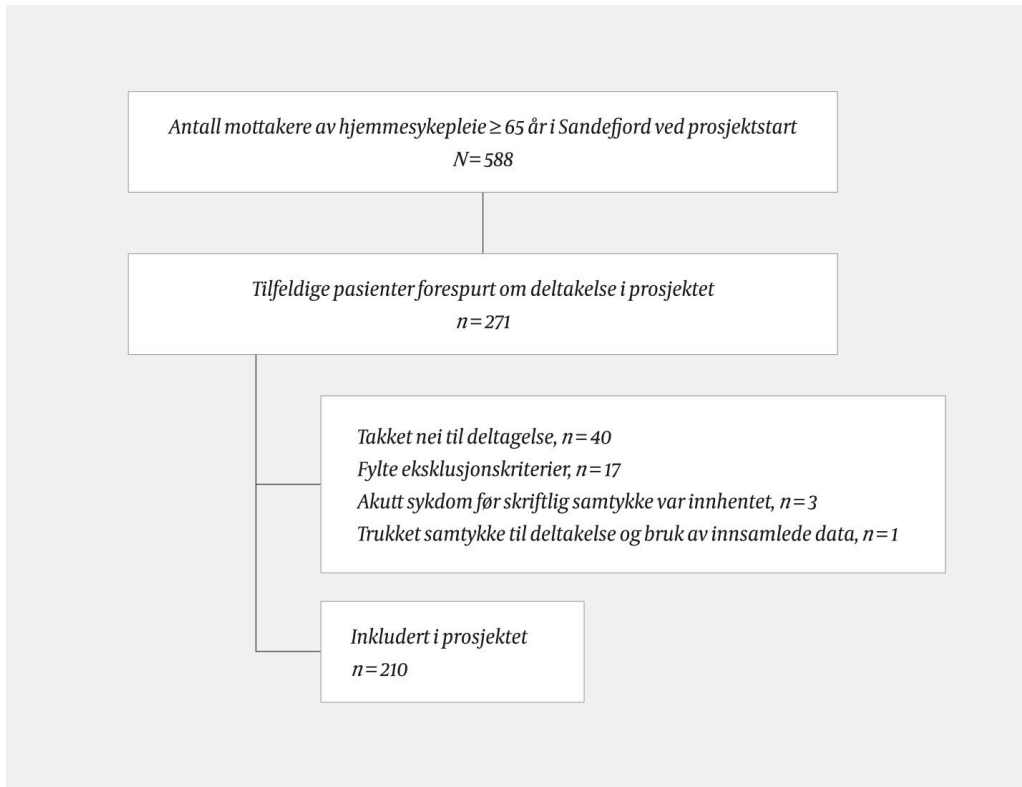 Antall mottakere av hjemmesykepleie ≥ 65 år i Sandefjord ved prosjektstart
N = 588
Tilfeldige pasienter forespurt om deltakelse i prosjektet
n = 271
Takket nei til deltagelse, n = 40
Fylte eksklusjonskriterier, n = 17
Akutt sykdom før skriftlig samtykke var innhentet, n = 3
Trukket samtykke til deltakelse og bruk av innsamlede data, n = 1
Inkludert i prosjektet
n = 210